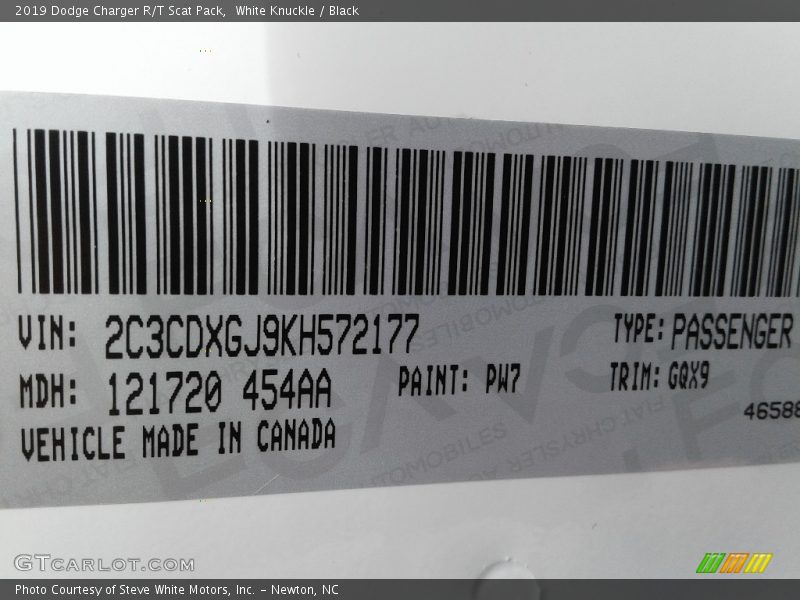 2019 Dodge Charger R/T Scat Pack, White Knuckle / Black
VIN: 2C3CDXGJ9KH572177
TYPE: PASSENGER
MDH: 121720 454AA
PAINT: PW7
TRIM: GQX9
VEHICLE MADE IN CANADA
46588
GTCARLOT.COM
Photo Courtesy of Steve White Motors, Inc. – Newton, NC